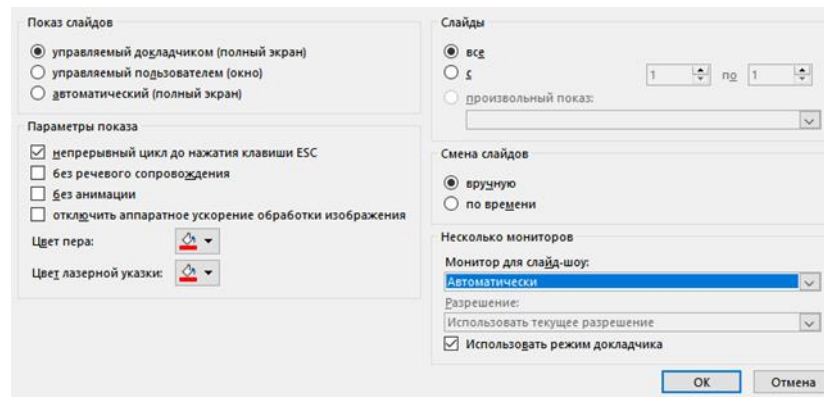 Показ слайдов
управляемый докладчиком (полный экран)
управляемый пользователем (окно)
автоматический (полный экран)
Параметры показа
непрерывный цикл до нажатия клавиши ESC
без речевого сопровождения
без анимации
отключить аппаратное ускорение обработки изображения
Цвет пера:
Цвет лазерной указки:
Слайды
все
с 1 по 1
произвольный показ:
Смена слайдов
вручную
по времени
Несколько мониторов
Монитор для слайд-шоу:
Автоматически
Разрешение:
Использовать текущее разрешение
Использовать режим докладчика
ОК Отмена